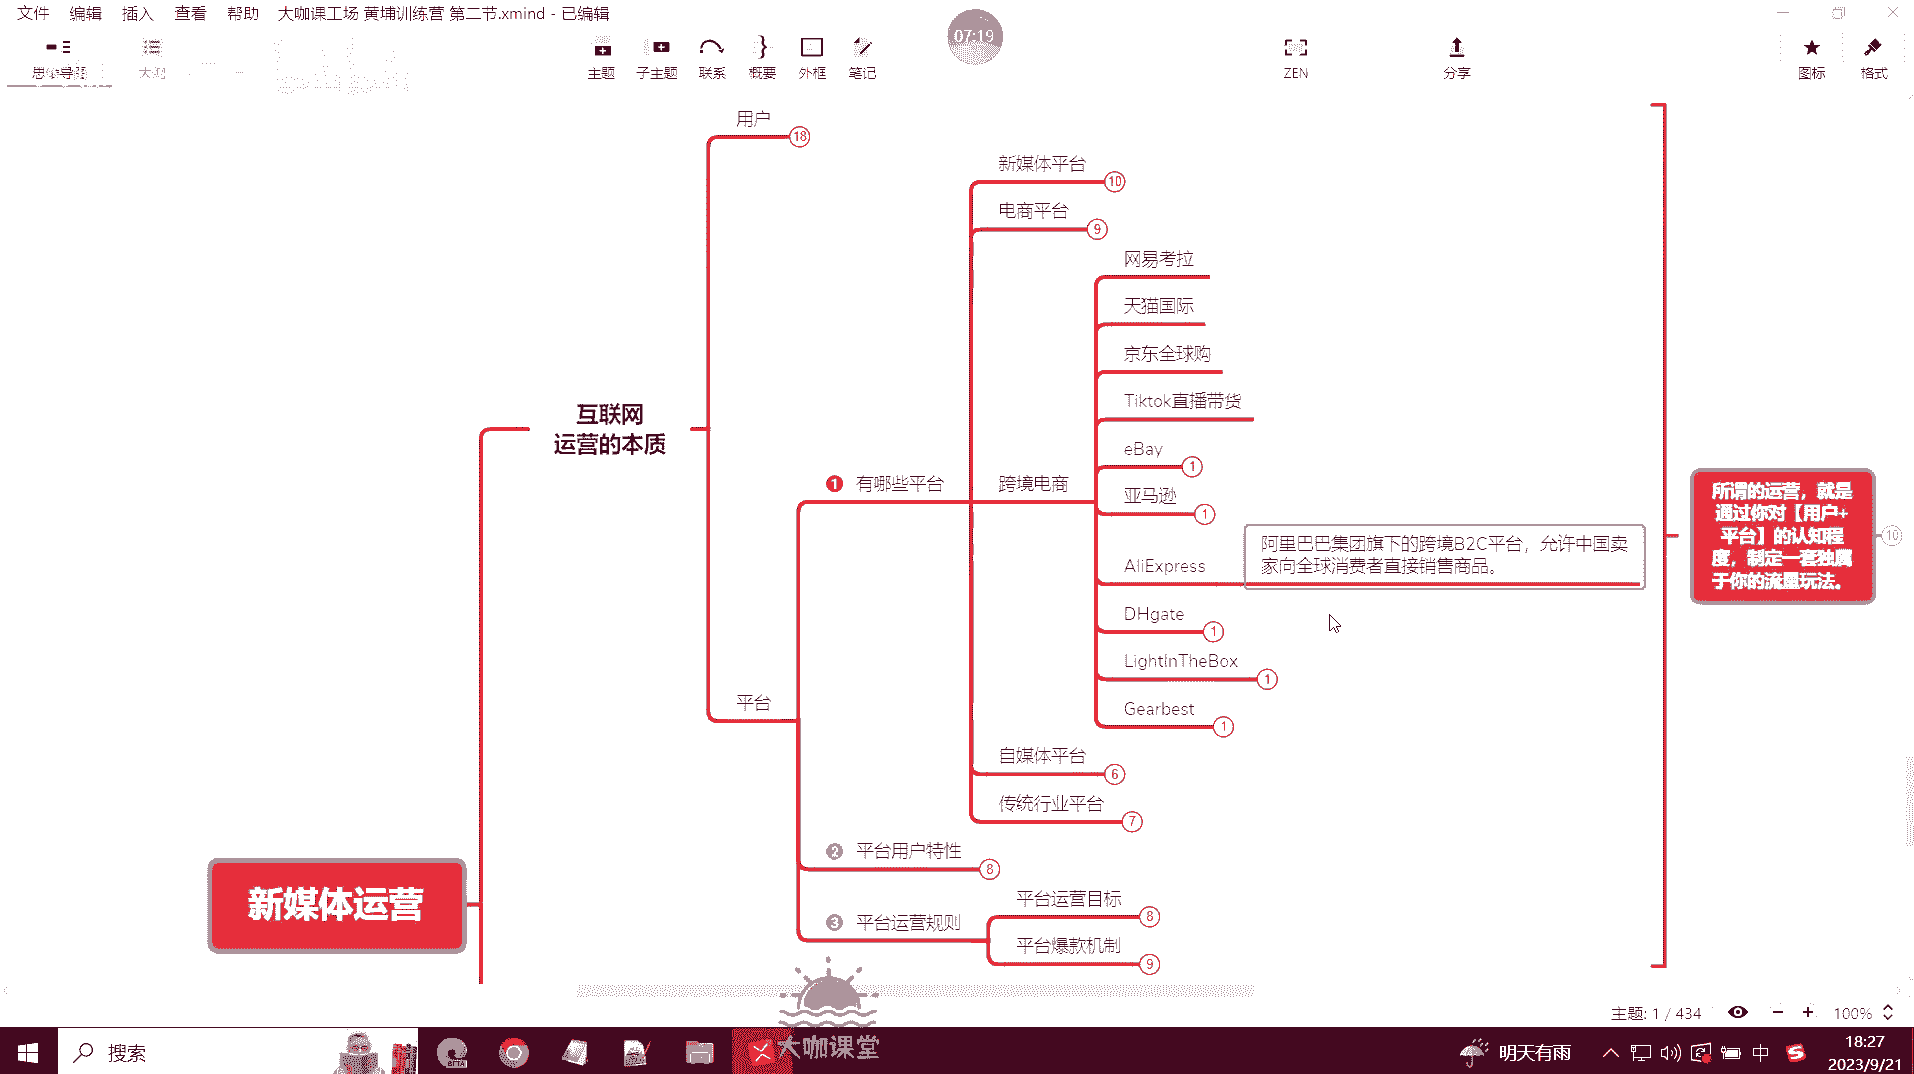 文件 编辑 插入 查看 帮助 大咖课工场 黄埔训练营 第二节.xmind - 已编辑
07:19
思维导图 大纲 主题 子主题 联系 概要 外框 笔记 ZEN 分享 图标 格式
用户 18
新媒体平台 10
电商平台 9
网易考拉
天猫国际
京东全球购
Tiktok直播带货
互联网
运营的本质
eBay 1
1 有哪些平台 跨境电商
亚马逊 1
所谓的运营，就是
通过你对【用户+
平台】的认知程
度，制定一套独属
于你的流量玩法。
10
阿里巴巴集团旗下的跨境B2C平台，允许中国卖
家向全球消费者直接销售商品。
AliExpress
DHgate 1
LightInTheBox 1
平台
Gearbest 1
自媒体平台 6
传统行业平台 7
2 平台用户特性 8
新媒体运营
平台运营目标 8
3 平台运营规则
平台爆款机制 9
主题: 1 / 434 100%
搜索
BETA
大咖课堂
明天有雨
中
18:27
2023/9/21